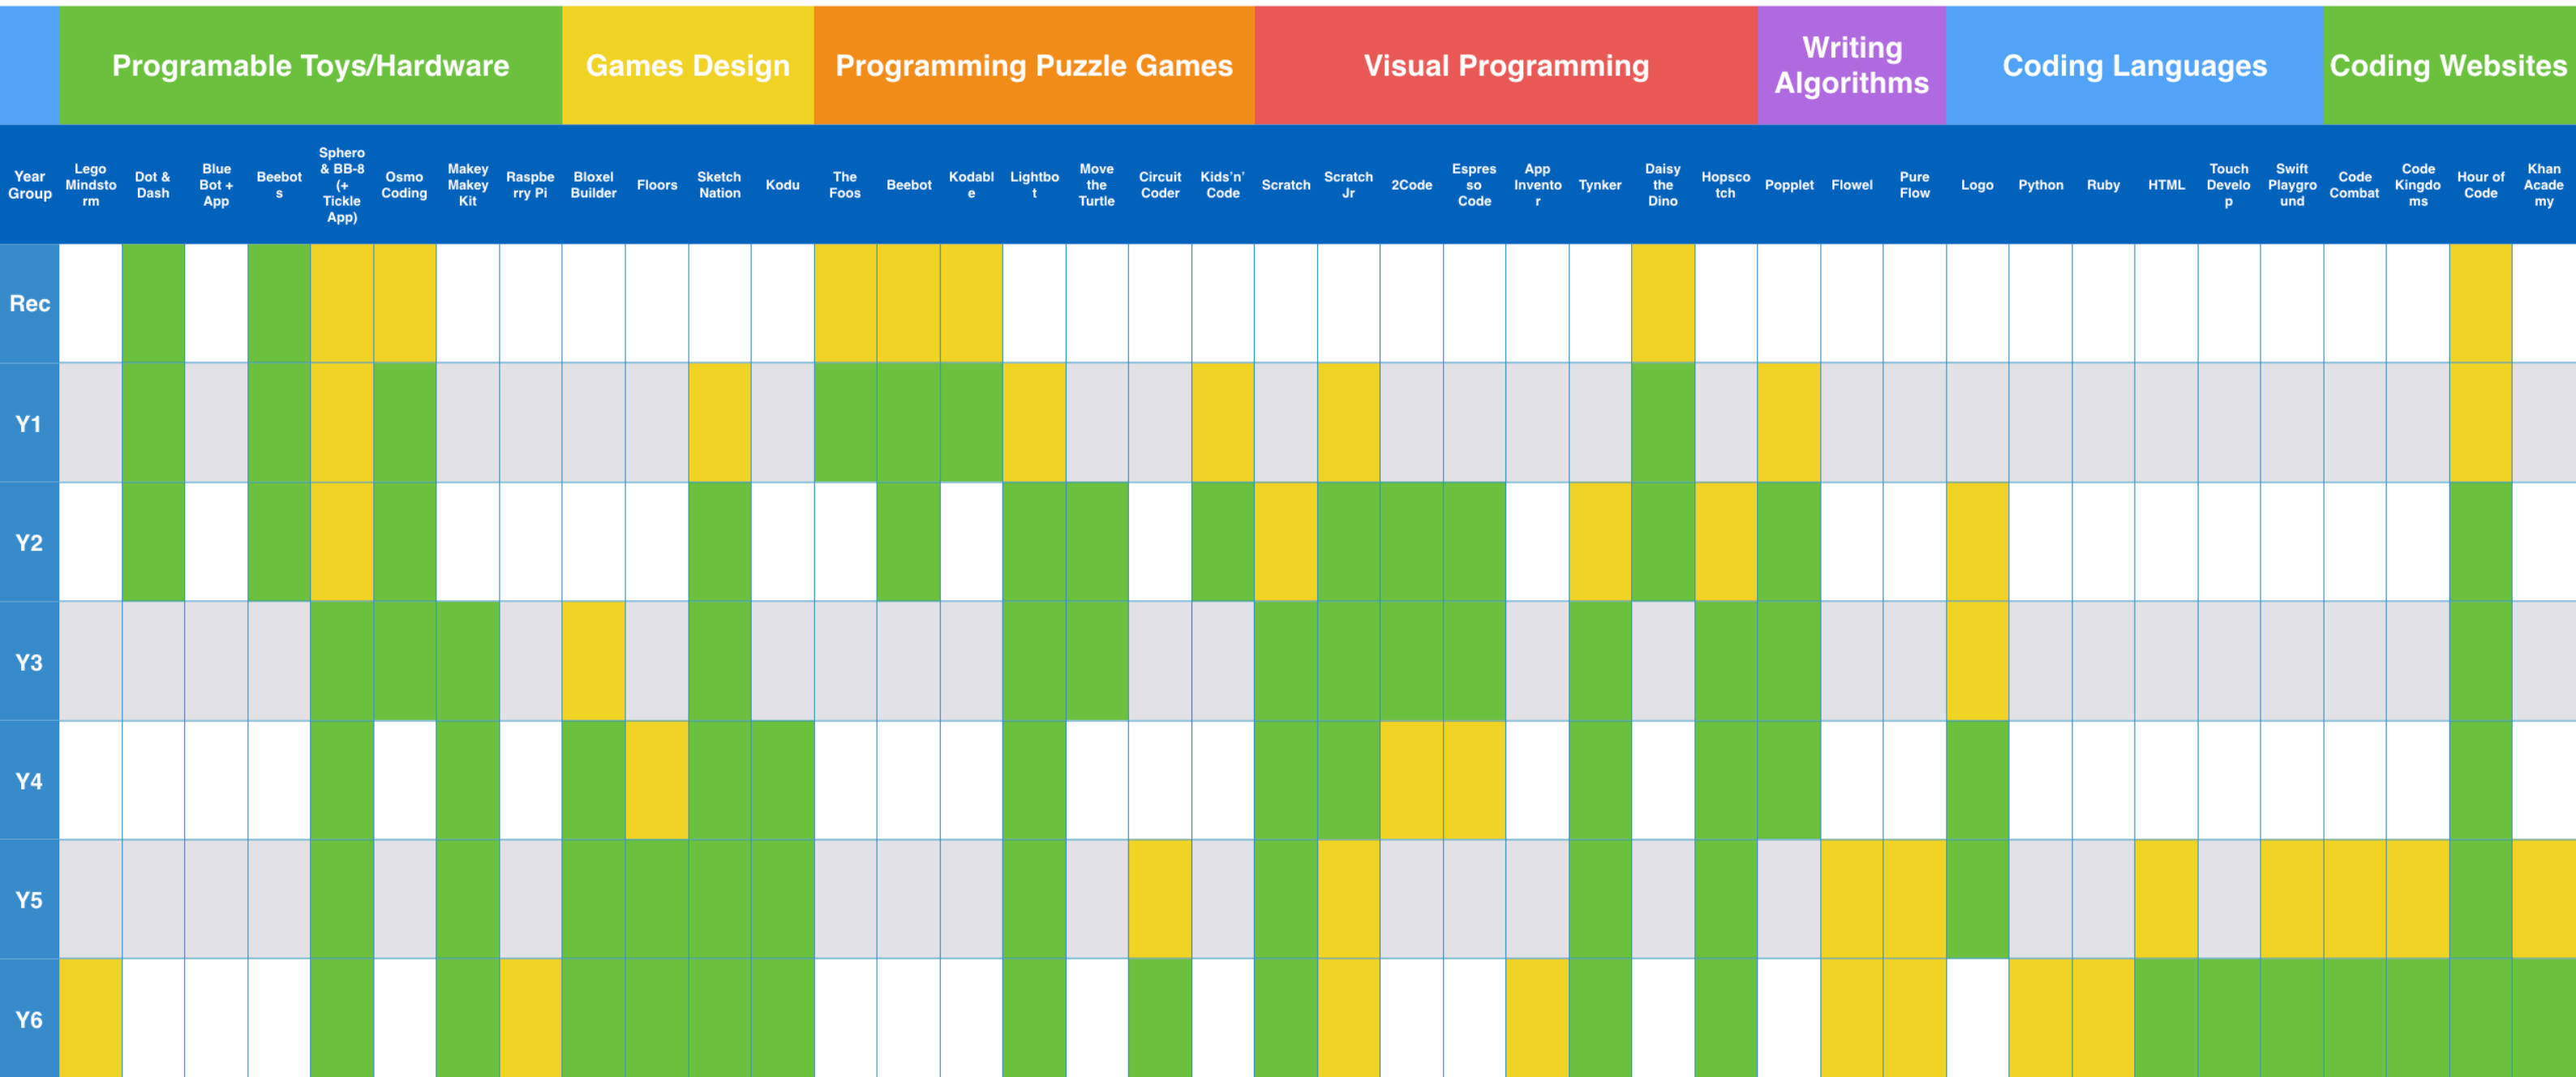 Programable Toys/Hardware
Games Design
Programming Puzzle Games
Visual Programming
Writing
Algorithms
Coding Languages
Coding Websites
Year
Group
Lego
Mindsto
rm
Dot &
Dash
Blue
Bot +
App
Beebot
s
Sphero
& BB-8
(+
Tickle
App)
Osmo
Coding
Makey
Makey
Kit
Raspbe
rry Pi
Bloxel
Builder
Floors
Sketch
Nation
Kodu
The
Foos
Beebot
Kodabl
e
Lightbo
t
Move
the
Turtle
Circuit
Coder
Kids'n'
Code
Scratch
Scratch
Jr
2Code
Espres
so
Code
App
Invento
r
Tynker
Daisy
the
Dino
Hopsco
tch
Popplet
Flowel
Pure
Flow
Logo
Python
Ruby
HTML
Touch
Develo
p
Swift
Playgro
und
Code
Combat
Code
Kingdo
ms
Hour of
Code
Khan
Acade
my
Rec
Y1
Y2
Y3
Y4
Y5
Y6